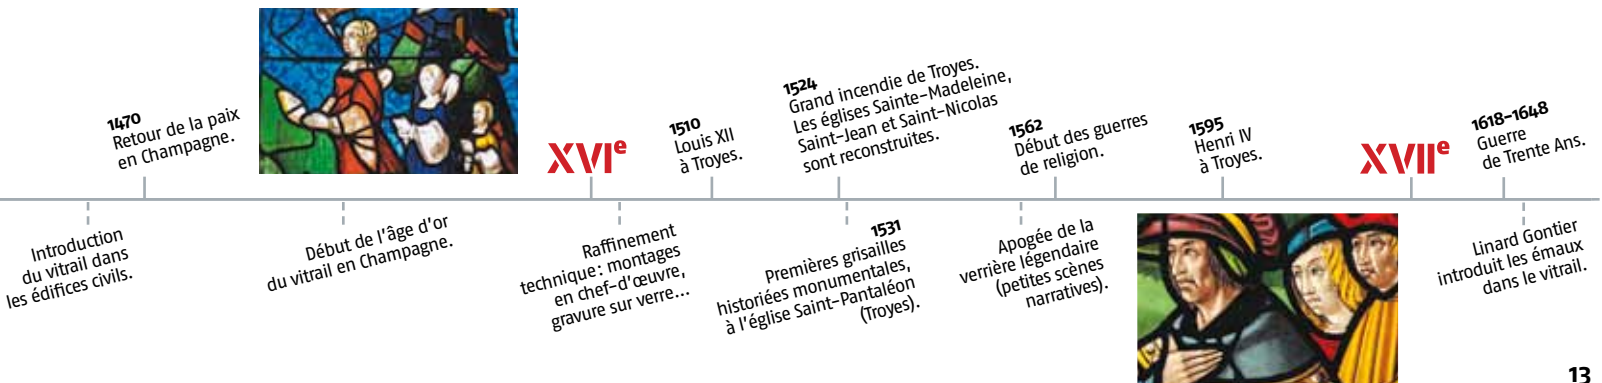 1470
Retour de la paix
en Champagne.
XVIe
1510
Louis XII
à Troyes.
1524
Grand incendie de Troyes.
Les églises Sainte-Madeleine,
Saint-Jean et Saint-Nicolas
sont reconstruites.
1562
Début des guerres
de religion.
1595
Henri IV
à Troyes.
XVIIe
1618-1648
Guerre
de Trente Ans.
Introduction
du vitrail dans
les édifices civils.
Début de l'âge d'or
du vitrail en Champagne.
Raffinement
technique : montages
en chef-d'œuvre,
gravure sur verre...
1531
Premières grisailles
historiées monumentales,
à l'église Saint-Pantaléon
(Troyes).
Apogée de la
verrière légendaire
(petites scènes
narratives).
Linard Gontier
introduit les émaux
dans le vitrail.
13